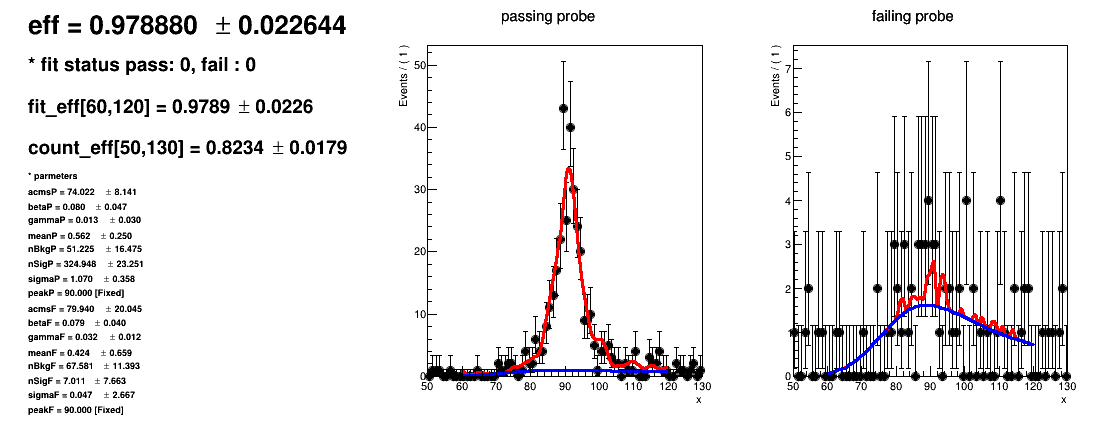 eff = 0.978880 ± 0.022644
* fit status pass: 0, fail : 0
fit_eff[60,120] = 0.9789 ± 0.0226
count_eff[50,130] = 0.8234 ± 0.0179
* parmeters
acmsP = 74.022 ± 8.141
betaP = 0.080 ± 0.047
gammaP = 0.013 ± 0.030
meanP = 0.562 ± 0.250
nBkgP = 51.225 ± 16.475
nSigP = 324.948 ± 23.251
sigmaP = 1.070 ± 0.358
peakP = 90.000 [Fixed]
acmsF = 79.940 ± 20.045
betaF = 0.079 ± 0.040
gammaF = 0.032 ± 0.012
meanF = 0.424 ± 0.659
nBkgF = 67.581 ± 11.393
nSigF = 7.011 ± 7.663
sigmaF = 0.047 ± 2.667
peakF = 90.000 [Fixed]
passing probe
Events / ( 1 )
50
40
30
20
10
0
50 60 70 80 90 100 110 120 130
x
failing probe
Events / ( 1 )
7
6
5
4
3
2
1
0
50 60 70 80 90 100 110 120 130
x